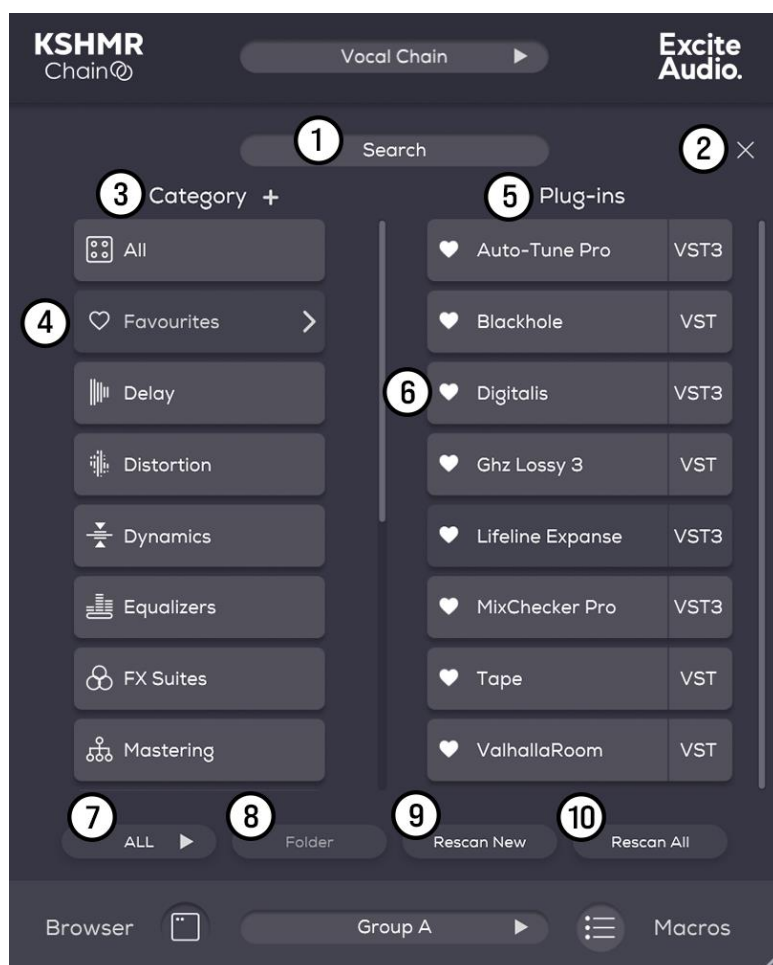 KSHMR
Chain
Vocal Chain
Excite
Audio.
1
Search
2
3
Category +
5
Plug-ins
All
Auto-Tune Pro VST3
4
Favourites
Blackhole VST
Delay
6
Digitalis VST3
Distortion
Ghz Lossy 3 VST
Dynamics
Lifeline Expanse VST3
Equalizers
MixChecker Pro VST3
FX Suites
Tape VST
Mastering
ValhallaRoom VST
7
ALL
8
Folder
9
Rescan New
10
Rescan All
Browser
Group A
Macros